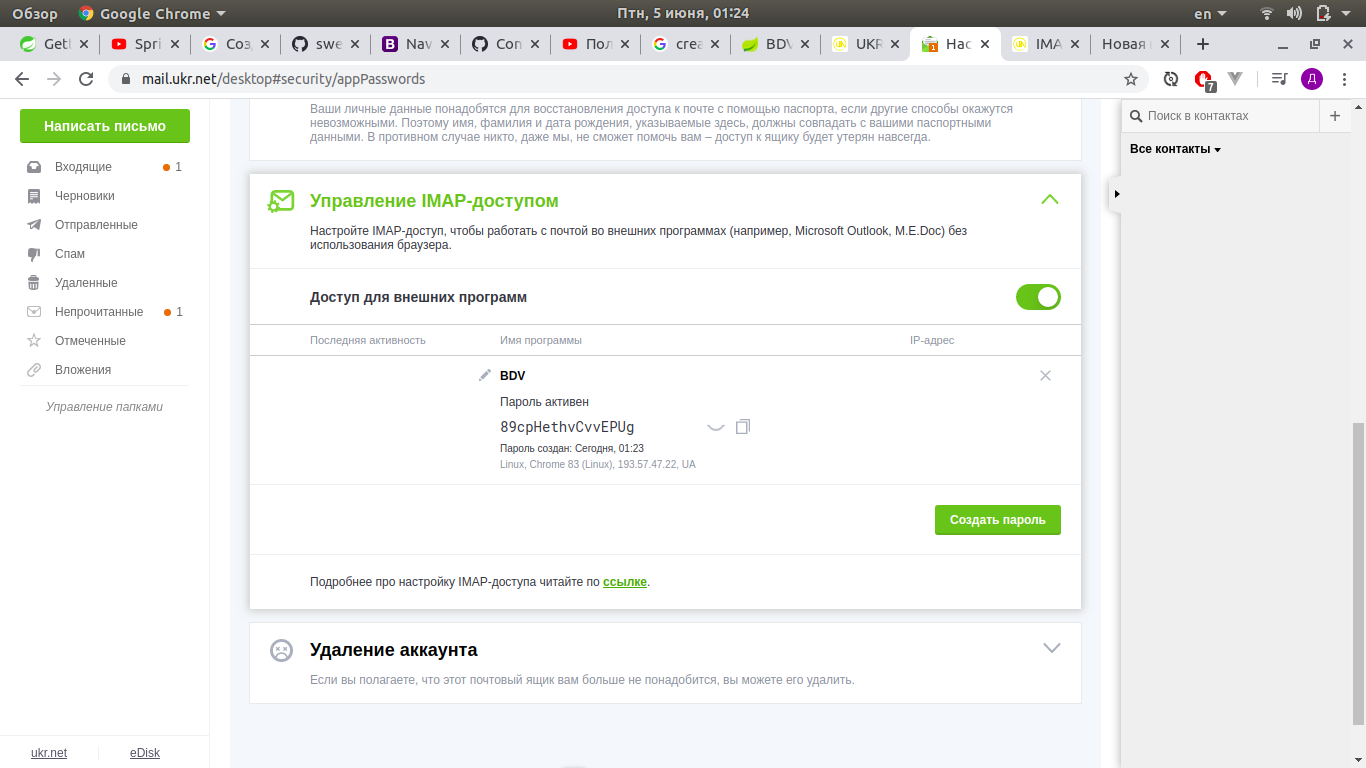 Обзор Google Chrome Птн, 5 июня, 01:24 en
Getl Spri Соз swe Nav Con Пол crea BDV UKR Нас IMA Новая
mail.ukr.net/desktop#security/appPasswords 7 Д
Написать письмо
Входящие 1
Черновики
Отправленные
Спам
Удаленные
Непрочитанные 1
Отмеченные
Вложения
Управление папками
ukr.net eDisk
Ваши личные данные понадобятся для восстановления доступа к почте с помощью паспорта, если другие способы окажутся
невозможными. Поэтому имя, фамилия и дата рождения, указываемые здесь, должны совпадать с вашими паспортными
данными. В противном случае никто, даже мы, не сможет помочь вам – доступ к ящику будет утерян навсегда.
Управление IMAP-доступом
Настройте IMAP-доступ, чтобы работать с почтой во внешних программах (например, Microsoft Outlook, M.E.Doc) без
использования браузера.
Доступ для внешних программ
Последняя активность Имя программы IP-адрес
BDV
Пароль активен
89cpHethvCvvEPUg
Пароль создан: Сегодня, 01:23
Linux, Chrome 83 (Linux), 193.57.47.22, UA
Создать пароль
Подробнее про настройку IMAP-доступа читайте по ссылке.
Удаление аккаунта
Если вы полагаете, что этот почтовый ящик вам больше не понадобится, вы можете его удалить.
Поиск в контактах +
Все контакты